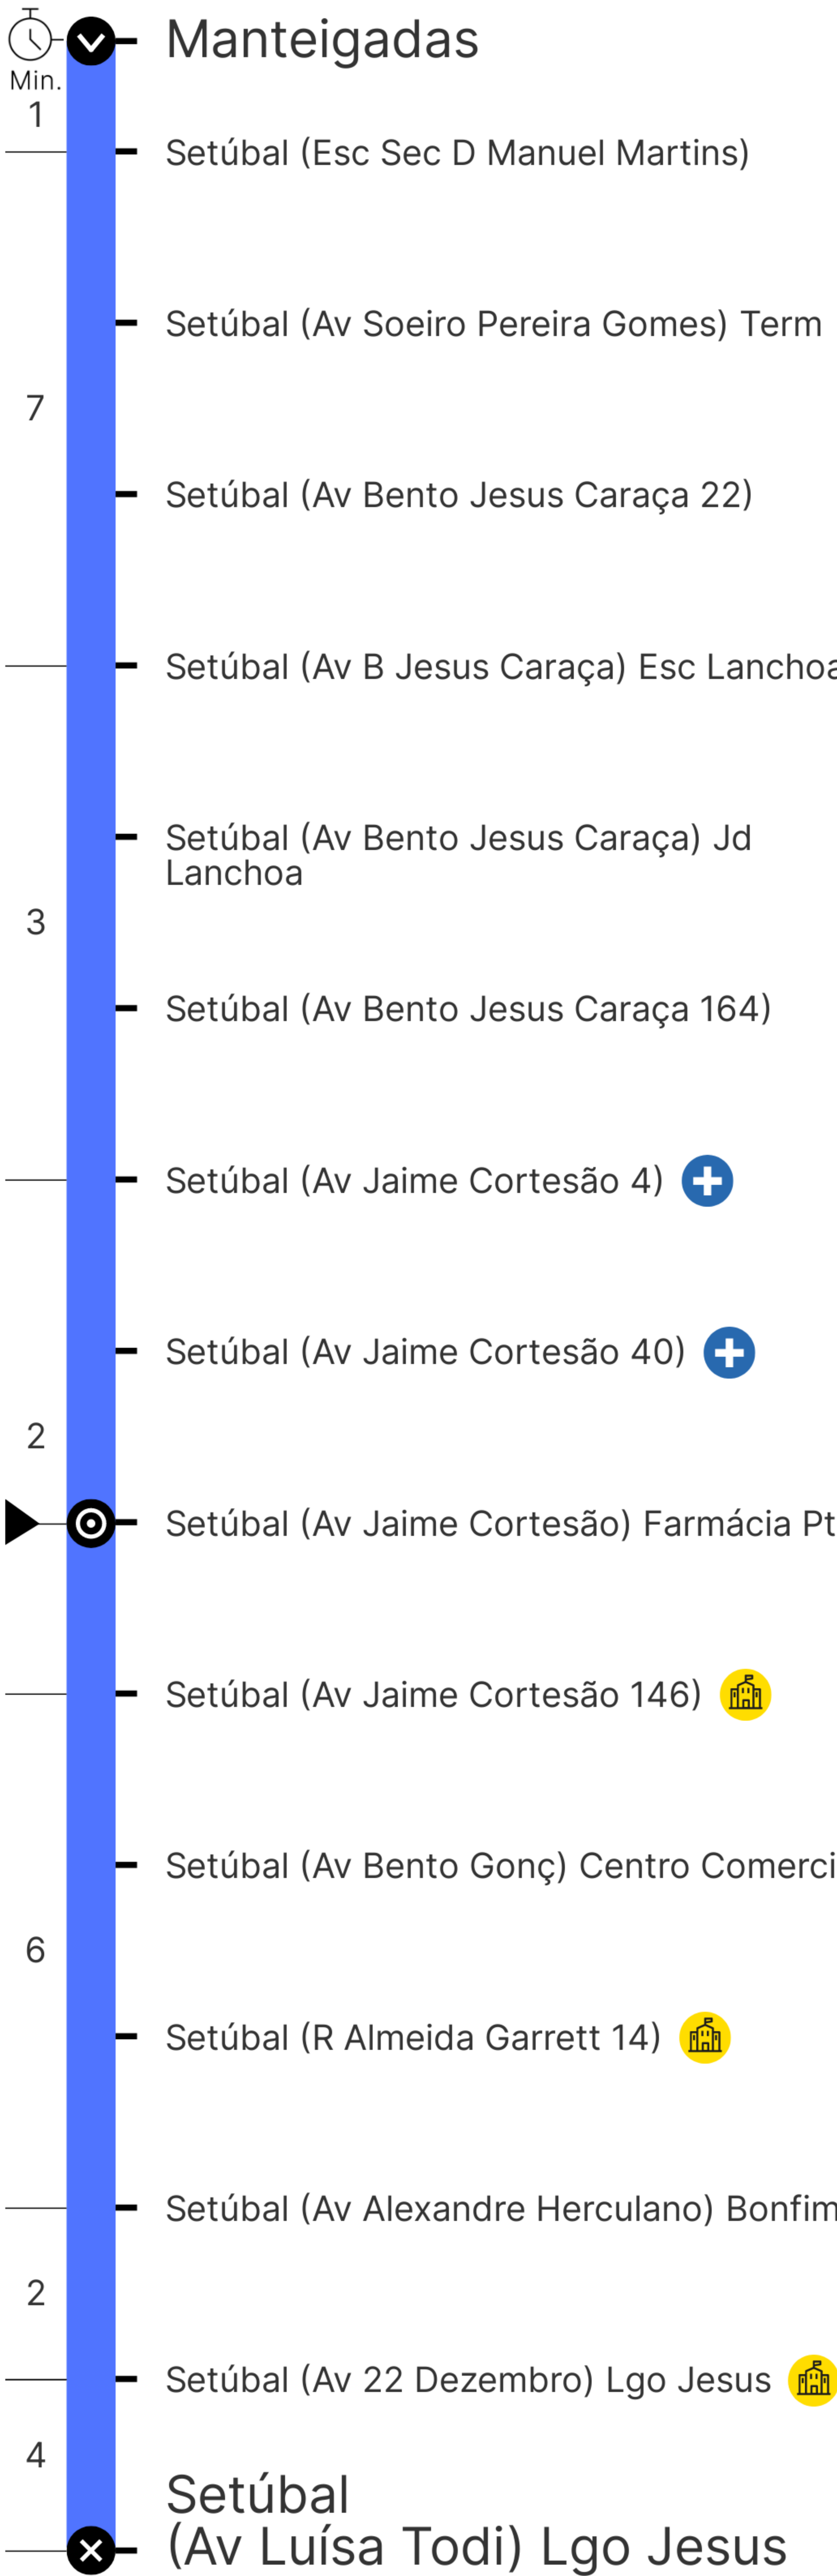 Manteigadas
Min.
1
Setúbal (Esc Sec D Manuel Martins)
Setúbal (Av Soeiro Pereira Gomes) Term
7
Setúbal (Av Bento Jesus Caraça 22)
Setúbal (Av B Jesus Caraça) Esc Lanchoa
Setúbal (Av Bento Jesus Caraça) Jd
Lanchoa
3
Setúbal (Av Bento Jesus Caraça 164)
Setúbal (Av Jaime Cortesão 4)
Setúbal (Av Jaime Cortesão 40)
2
Setúbal (Av Jaime Cortesão) Farmácia Pt
Setúbal (Av Jaime Cortesão 146)
Setúbal (Av Bento Gonç) Centro Comerci
6
Setúbal (R Almeida Garrett 14)
Setúbal (Av Alexandre Herculano) Bonfim
2
Setúbal (Av 22 Dezembro) Lgo Jesus
4
Setúbal
(Av Luísa Todi) Lgo Jesus